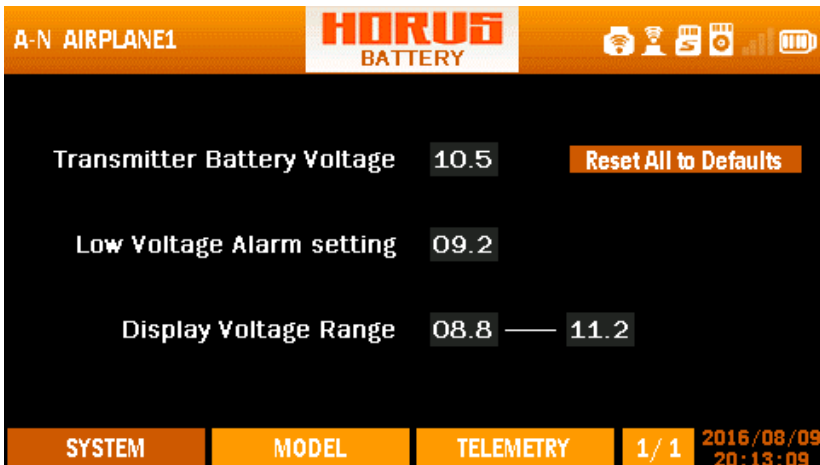 A-N AIRPLANE1
HORUS
BATTERY
Transmitter Battery Voltage 10.5 Reset All to Defaults
Low Voltage Alarm setting 09.2
Display Voltage Range 08.8 —— 11.2
SYSTEM MODEL TELEMETRY 1/1 2016/08/09
20:13:09